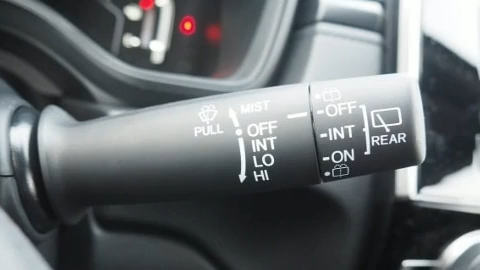 MIST
PULL
OFF
INT
LO
HI
OFF
INT
ON
REAR